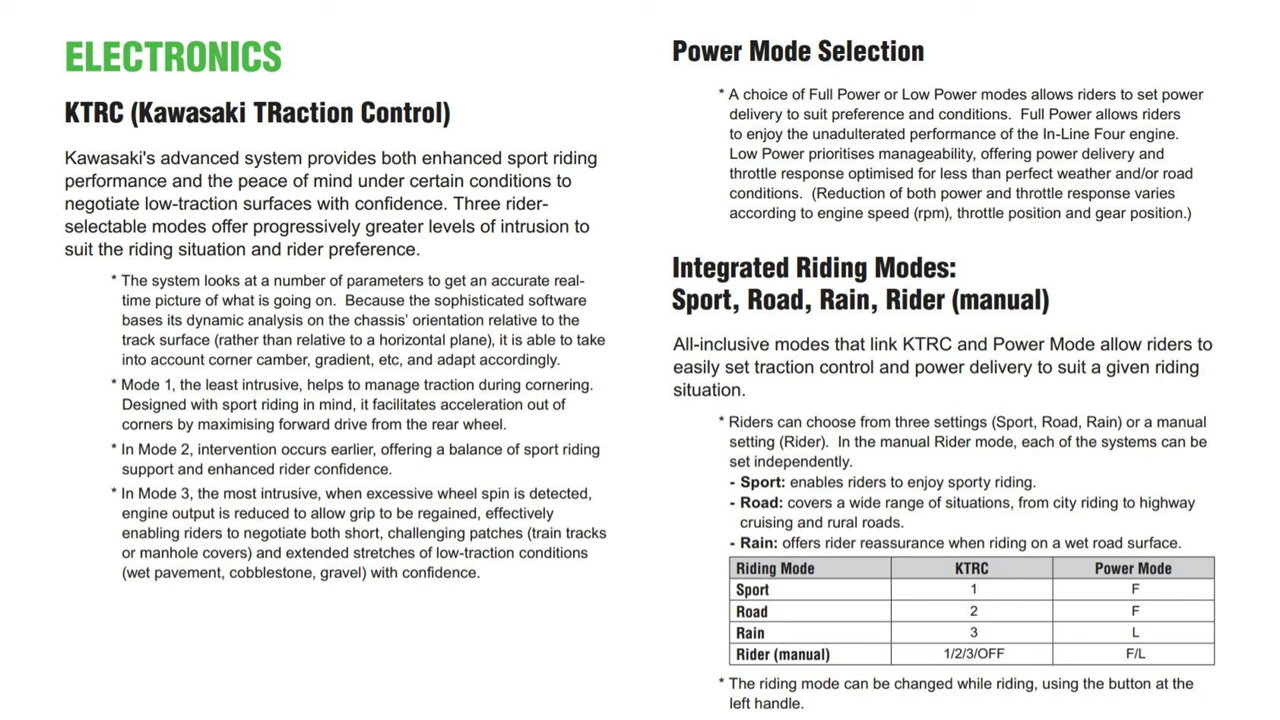 ELECTRONICS
KTRC (Kawasaki TRaction Control)
Kawasaki's advanced system provides both enhanced sport riding
performance and the peace of mind under certain conditions to
negotiate low-traction surfaces with confidence. Three rider-
selectable modes offer progressively greater levels of intrusion to
suit the riding situation and rider preference.
* The system looks at a number of parameters to get an accurate real-
time picture of what is going on. Because the sophisticated software
bases its dynamic analysis on the chassis' orientation relative to the
track surface (rather than relative to a horizontal plane), it is able to take
into account corner camber, gradient, etc, and adapt accordingly.
* Mode 1, the least intrusive, helps to manage traction during cornering.
Designed with sport riding in mind, it facilitates acceleration out of
corners by maximising forward drive from the rear wheel.
* In Mode 2, intervention occurs earlier, offering a balance of sport riding
support and enhanced rider confidence.
* In Mode 3, the most intrusive, when excessive wheel spin is detected,
engine output is reduced to allow grip to be regained, effectively
enabling riders to negotiate both short, challenging patches (train tracks
or manhole covers) and extended stretches of low-traction conditions
(wet pavement, cobblestone, gravel) with confidence.
Power Mode Selection
* A choice of Full Power or Low Power modes allows riders to set power
delivery to suit preference and conditions. Full Power allows riders
to enjoy the unadulterated performance of the In-Line Four engine.
Low Power prioritises manageability, offering power delivery and
throttle response optimised for less than perfect weather and/or road
conditions. (Reduction of both power and throttle response varies
according to engine speed (rpm), throttle position and gear position.)
Integrated Riding Modes:
Sport, Road, Rain, Rider (manual)
All-inclusive modes that link KTRC and Power Mode allow riders to
easily set traction control and power delivery to suit a given riding
situation.
* Riders can choose from three settings (Sport, Road, Rain) or a manual
setting (Rider). In the manual Rider mode, each of the systems can be
set independently.
- Sport: enables riders to enjoy sporty riding.
- Road: covers a wide range of situations, from city riding to highway
cruising and rural roads.
- Rain: offers rider reassurance when riding on a wet road surface.
Riding Mode KTRC Power Mode
Sport 1 F
Road 2 F
Rain 3 L
Rider (manual) 1/2/3/OFF F/L
* The riding mode can be changed while riding, using the button at the
left handle.